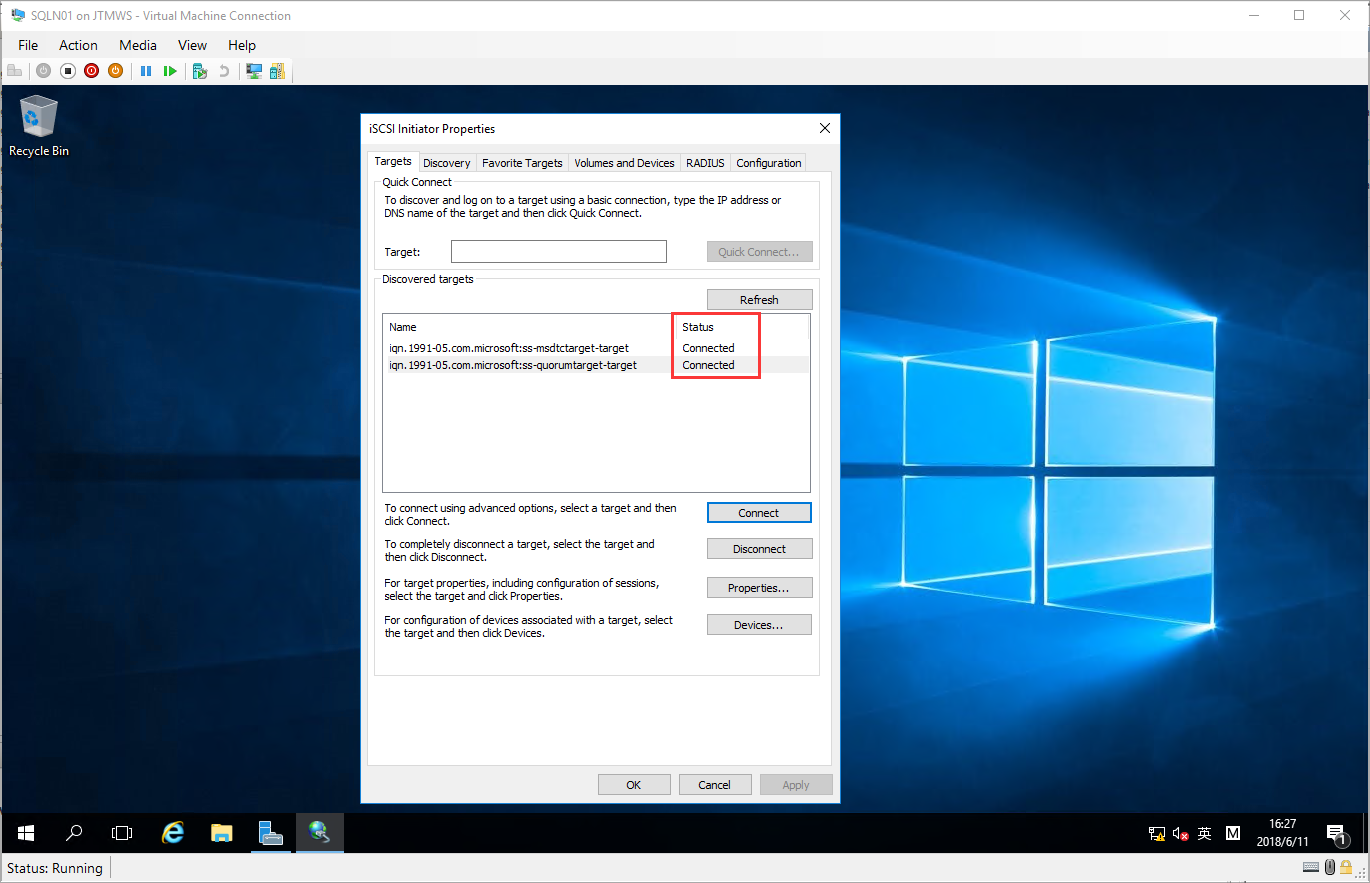 SQLN01 on JTMWS - Virtual Machine Connection
File Action Media View Help
Recycle Bin
iSCSI Initiator Properties
Targets Discovery Favorite Targets Volumes and Devices RADIUS Configuration
Quick Connect
To discover and log on to a target using a basic connection, type the IP address or
DNS name of the target and then click Quick Connect.
Target: Quick Connect...
Discovered targets
Refresh
Name Status
iqn.1991-05.com.microsoft:ss-msdtctarget-target Connected
iqn.1991-05.com.microsoft:ss-quorumtarget-target Connected
To connect using advanced options, select a target and then
click Connect.
Connect
To completely disconnect a target, select the target and
then click Disconnect.
Disconnect
For target properties, including configuration of sessions,
select the target and click Properties.
Properties...
For configuration of devices associated with a target, select
the target and then click Devices.
Devices...
OK Cancel Apply
英 M 16:27
2018/6/11
1
Status: Running